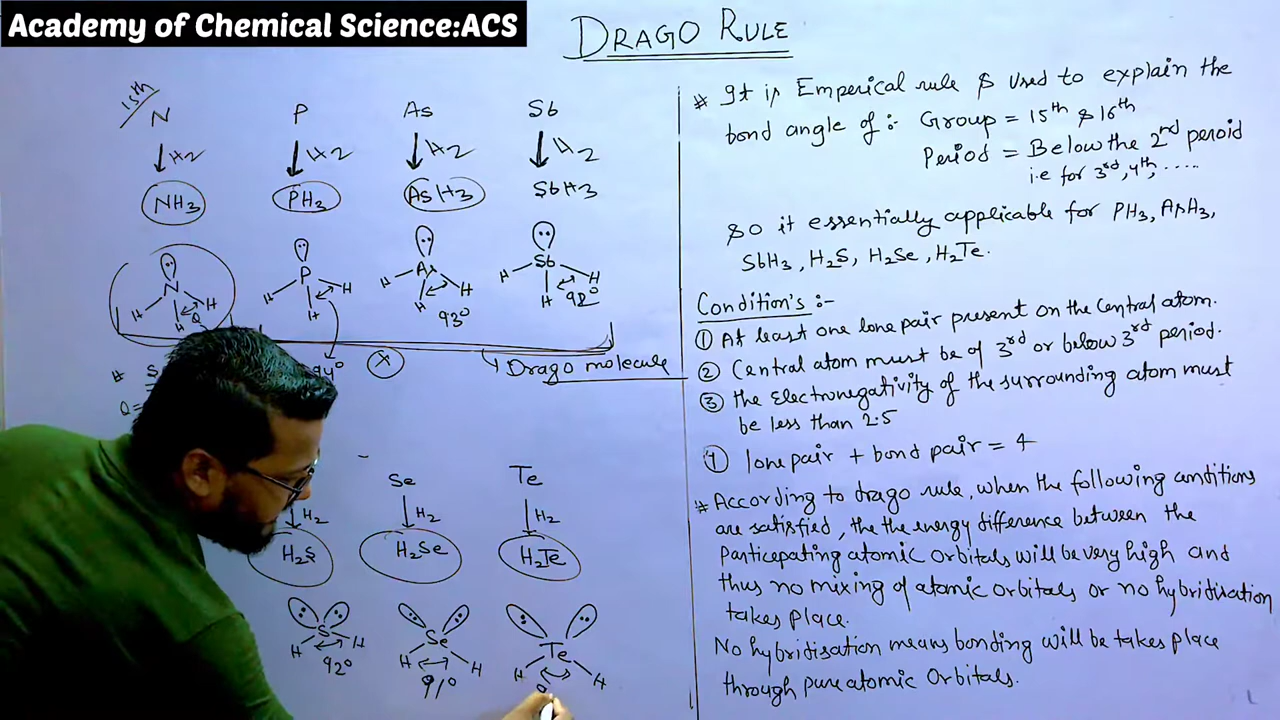 Academy of Chemical Science:ACS
DRAGO RULE
15th
N P As Sb
H2 H2 H2 H2
NH3 PH3 AsH3 SbH3
N P As Sb
H H H H H H H H H H H H
93° 92°
94°
Drago molecule
Se Te
H2 H2 H2
H2S H2Se H2Te
S Se Te
H H H H H H
92° 91°
* It is Emperical rule & used to explain the
bond angle of :- Group = 15th & 16th
Period = Below the 2nd peroid
i.e for 3rd, 4th, .....
So it essentially applicable for PH3, AsH3,
SbH3, H2S, H2Se, H2Te.
Condition's :-
① At least one lone pair present on the central atom.
② Central atom must be of 3rd or below 3rd period.
③ the Electronegativity of the surrounding atom must
be less than 2.5
④ lone pair + bond pair = 4
* According to drago rule, when the following conditions
are satisfied, the the energy difference between the
Particepating atomic orbitals will be very high and
thus no mixing of atomic orbitals or no hybridisation
takes place.
No hybridisation means bonding will be takes place
through pure atomic Orbitals.